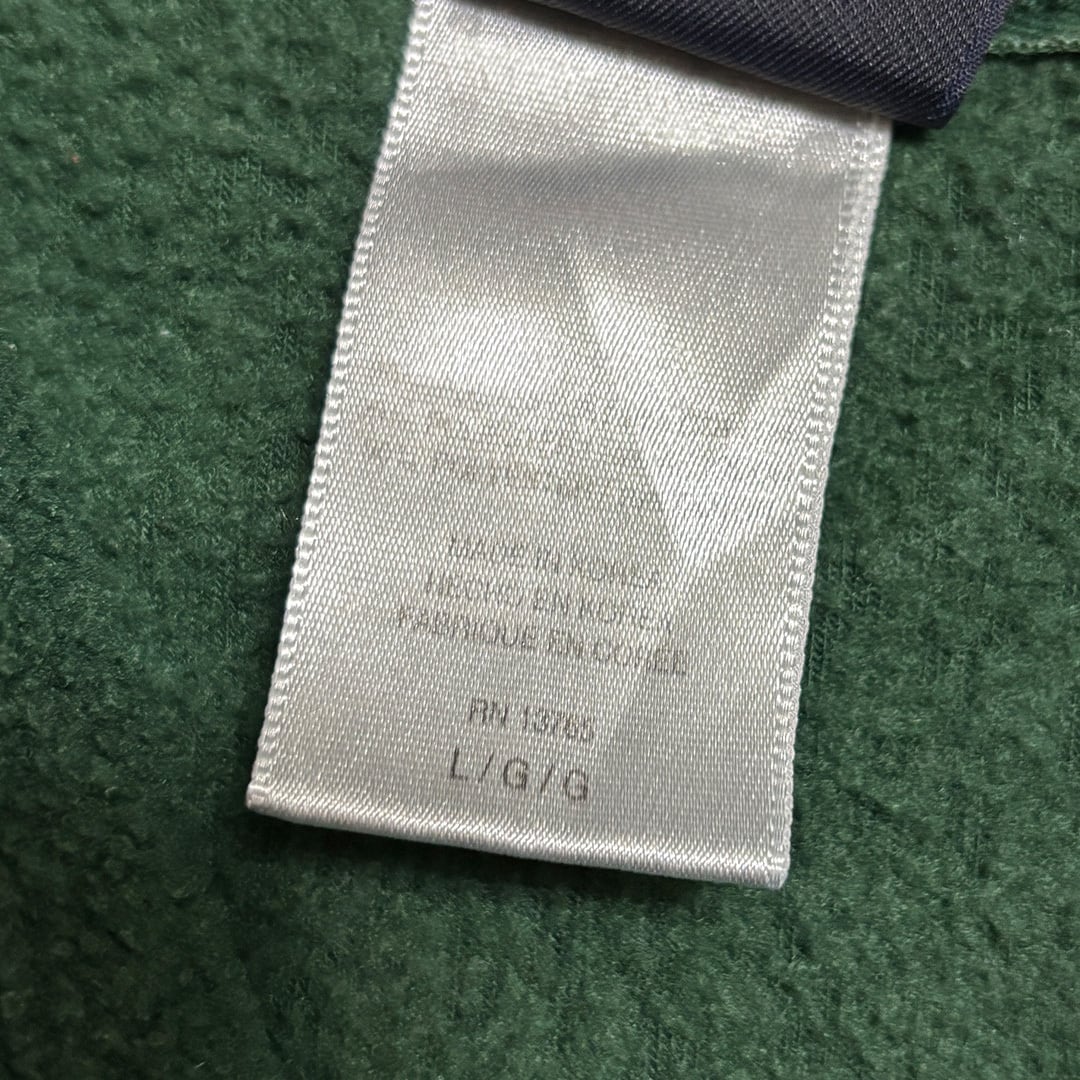 MADE IN KOREA
HECHO EN KOREA
FABRIQUE EN COREE
RN 13765
L / G / G